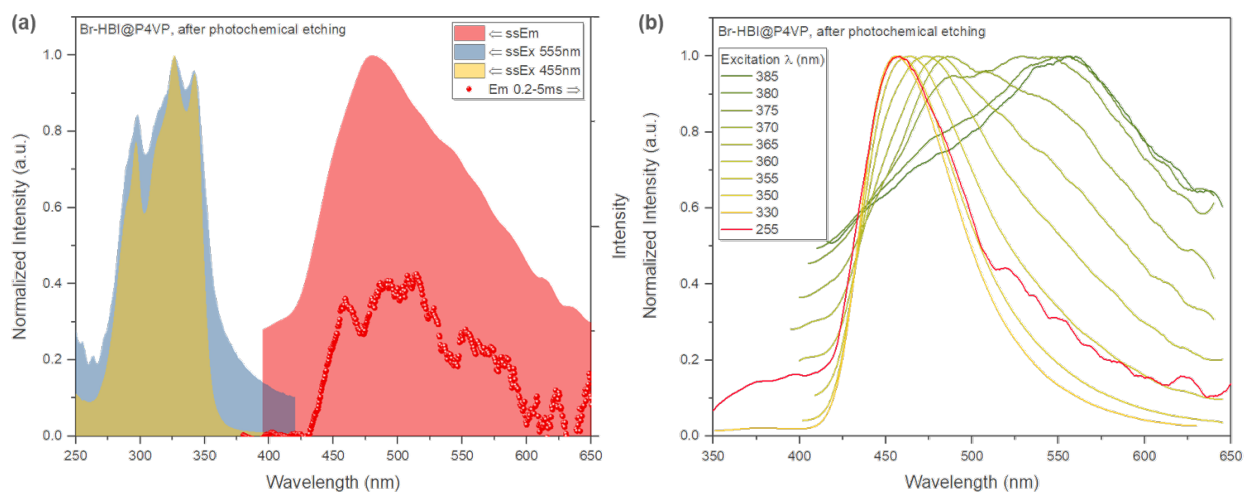 (a)
Br-HBI@P4VP, after photochemical etching
⇐ ssEm
⇐ ssEx 555nm
⇐ ssEx 455nm
Em 0.2-5ms ⇒
Normalized Intensity (a.u.)
1.0
0.8
0.6
0.4
0.2
0.0
250
300
350
400
450
500
550
600
650
Wavelength (nm)
Intensity
(b)
Br-HBI@P4VP, after photochemical etching
Excitation λ (nm)
385
380
375
370
365
360
355
350
330
255
Normalized Intensity (a.u.)
1.0
0.8
0.6
0.4
0.2
0.0
350
400
450
500
550
600
650
Wavelength (nm)